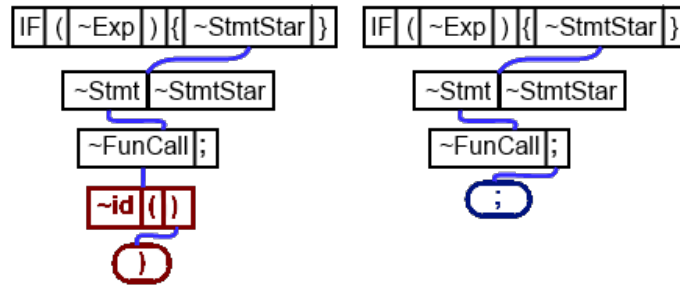 IF ( ~Exp ) { ~StmtStar } IF ( ~Exp ) { ~StmtStar }
~Stmt ~StmtStar ~Stmt ~StmtStar
~FunCall ; ~FunCall ;
~id ( ) ;
)